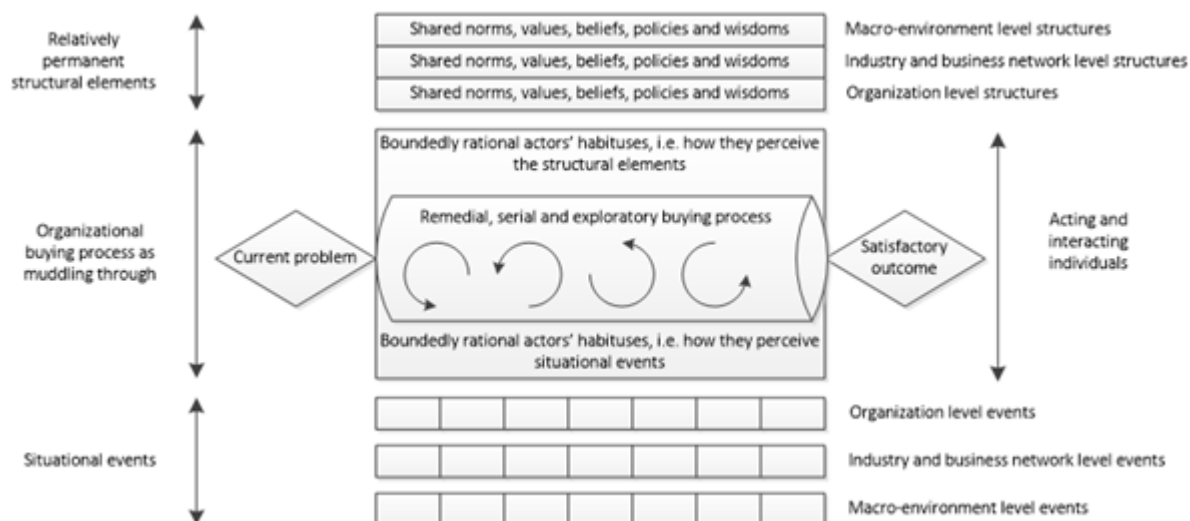 Relatively
permanent
structural elements
Shared norms, values, beliefs, policies and wisdoms
Macro-environment level structures
Shared norms, values, beliefs, policies and wisdoms
Industry and business network level structures
Shared norms, values, beliefs, policies and wisdoms
Organization level structures
Organizational
buying process as
muddling through
Boundedly rational actors' habituses, i.e. how they perceive
the structural elements
Current problem
Remedial, serial and exploratory buying process
Satisfactory
outcome
Boundedly rational actors' habituses, i.e. how they perceive
situational events
Acting and
interacting
individuals
Situational events
Organization level events
Industry and business network level events
Macro-environment level events